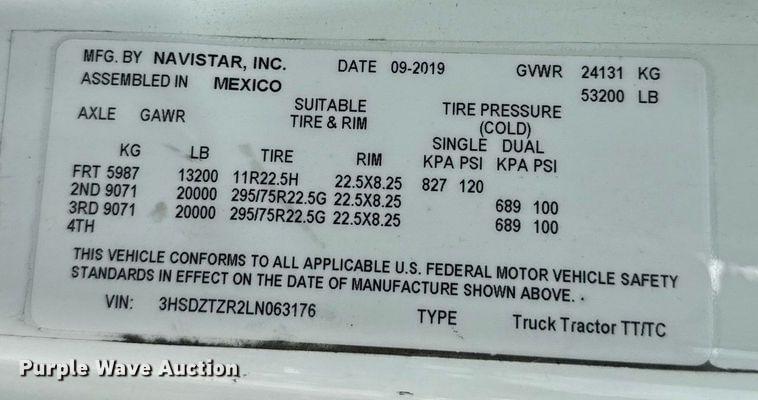 MFG. BY NAVISTAR, INC. DATE 09-2019 GVWR 24131 KG
ASSEMBLED IN MEXICO 53200 LB
AXLE GAWR SUITABLE TIRE & RIM TIRE PRESSURE (COLD)
SINGLE DUAL
KG LB TIRE RIM KPA PSI KPA PSI
FRT 5987 13200 11R22.5H 22.5X8.25 827 120
2ND 9071 20000 295/75R22.5G 22.5X8.25 689 100
3RD 9071 20000 295/75R22.5G 22.5X8.25 689 100
4TH
THIS VEHICLE CONFORMS TO ALL APPLICABLE U.S. FEDERAL MOTOR VEHICLE SAFETY
STANDARDS IN EFFECT ON THE DATE OF MANUFACTURE SHOWN ABOVE.
VIN: 3HSDZTZR2LN063176 TYPE Truck Tractor TT/TC
Purple Wave Auction